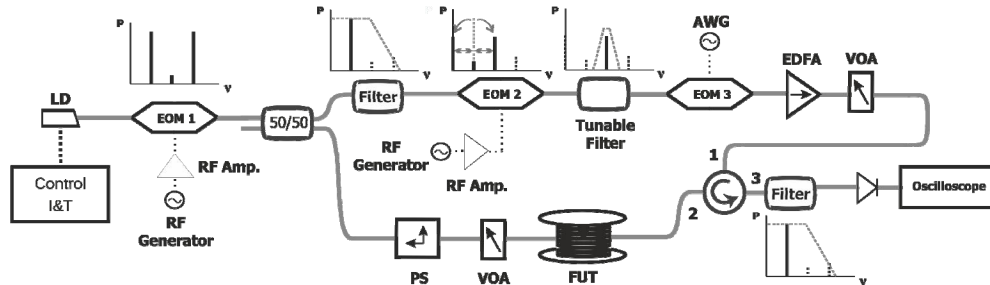 P
ν
P
ν
P
ν
P
ν
AWG
EDFA
VOA
LD
EOM 1
50/50
Filter
EOM 2
Tunable
Filter
EOM 3
RF Amp.
RF
Generator
RF Amp.
Control
I&T
RF
Generator
1
2
3
Filter
Oscilloscope
PS
VOA
FUT
P
ν